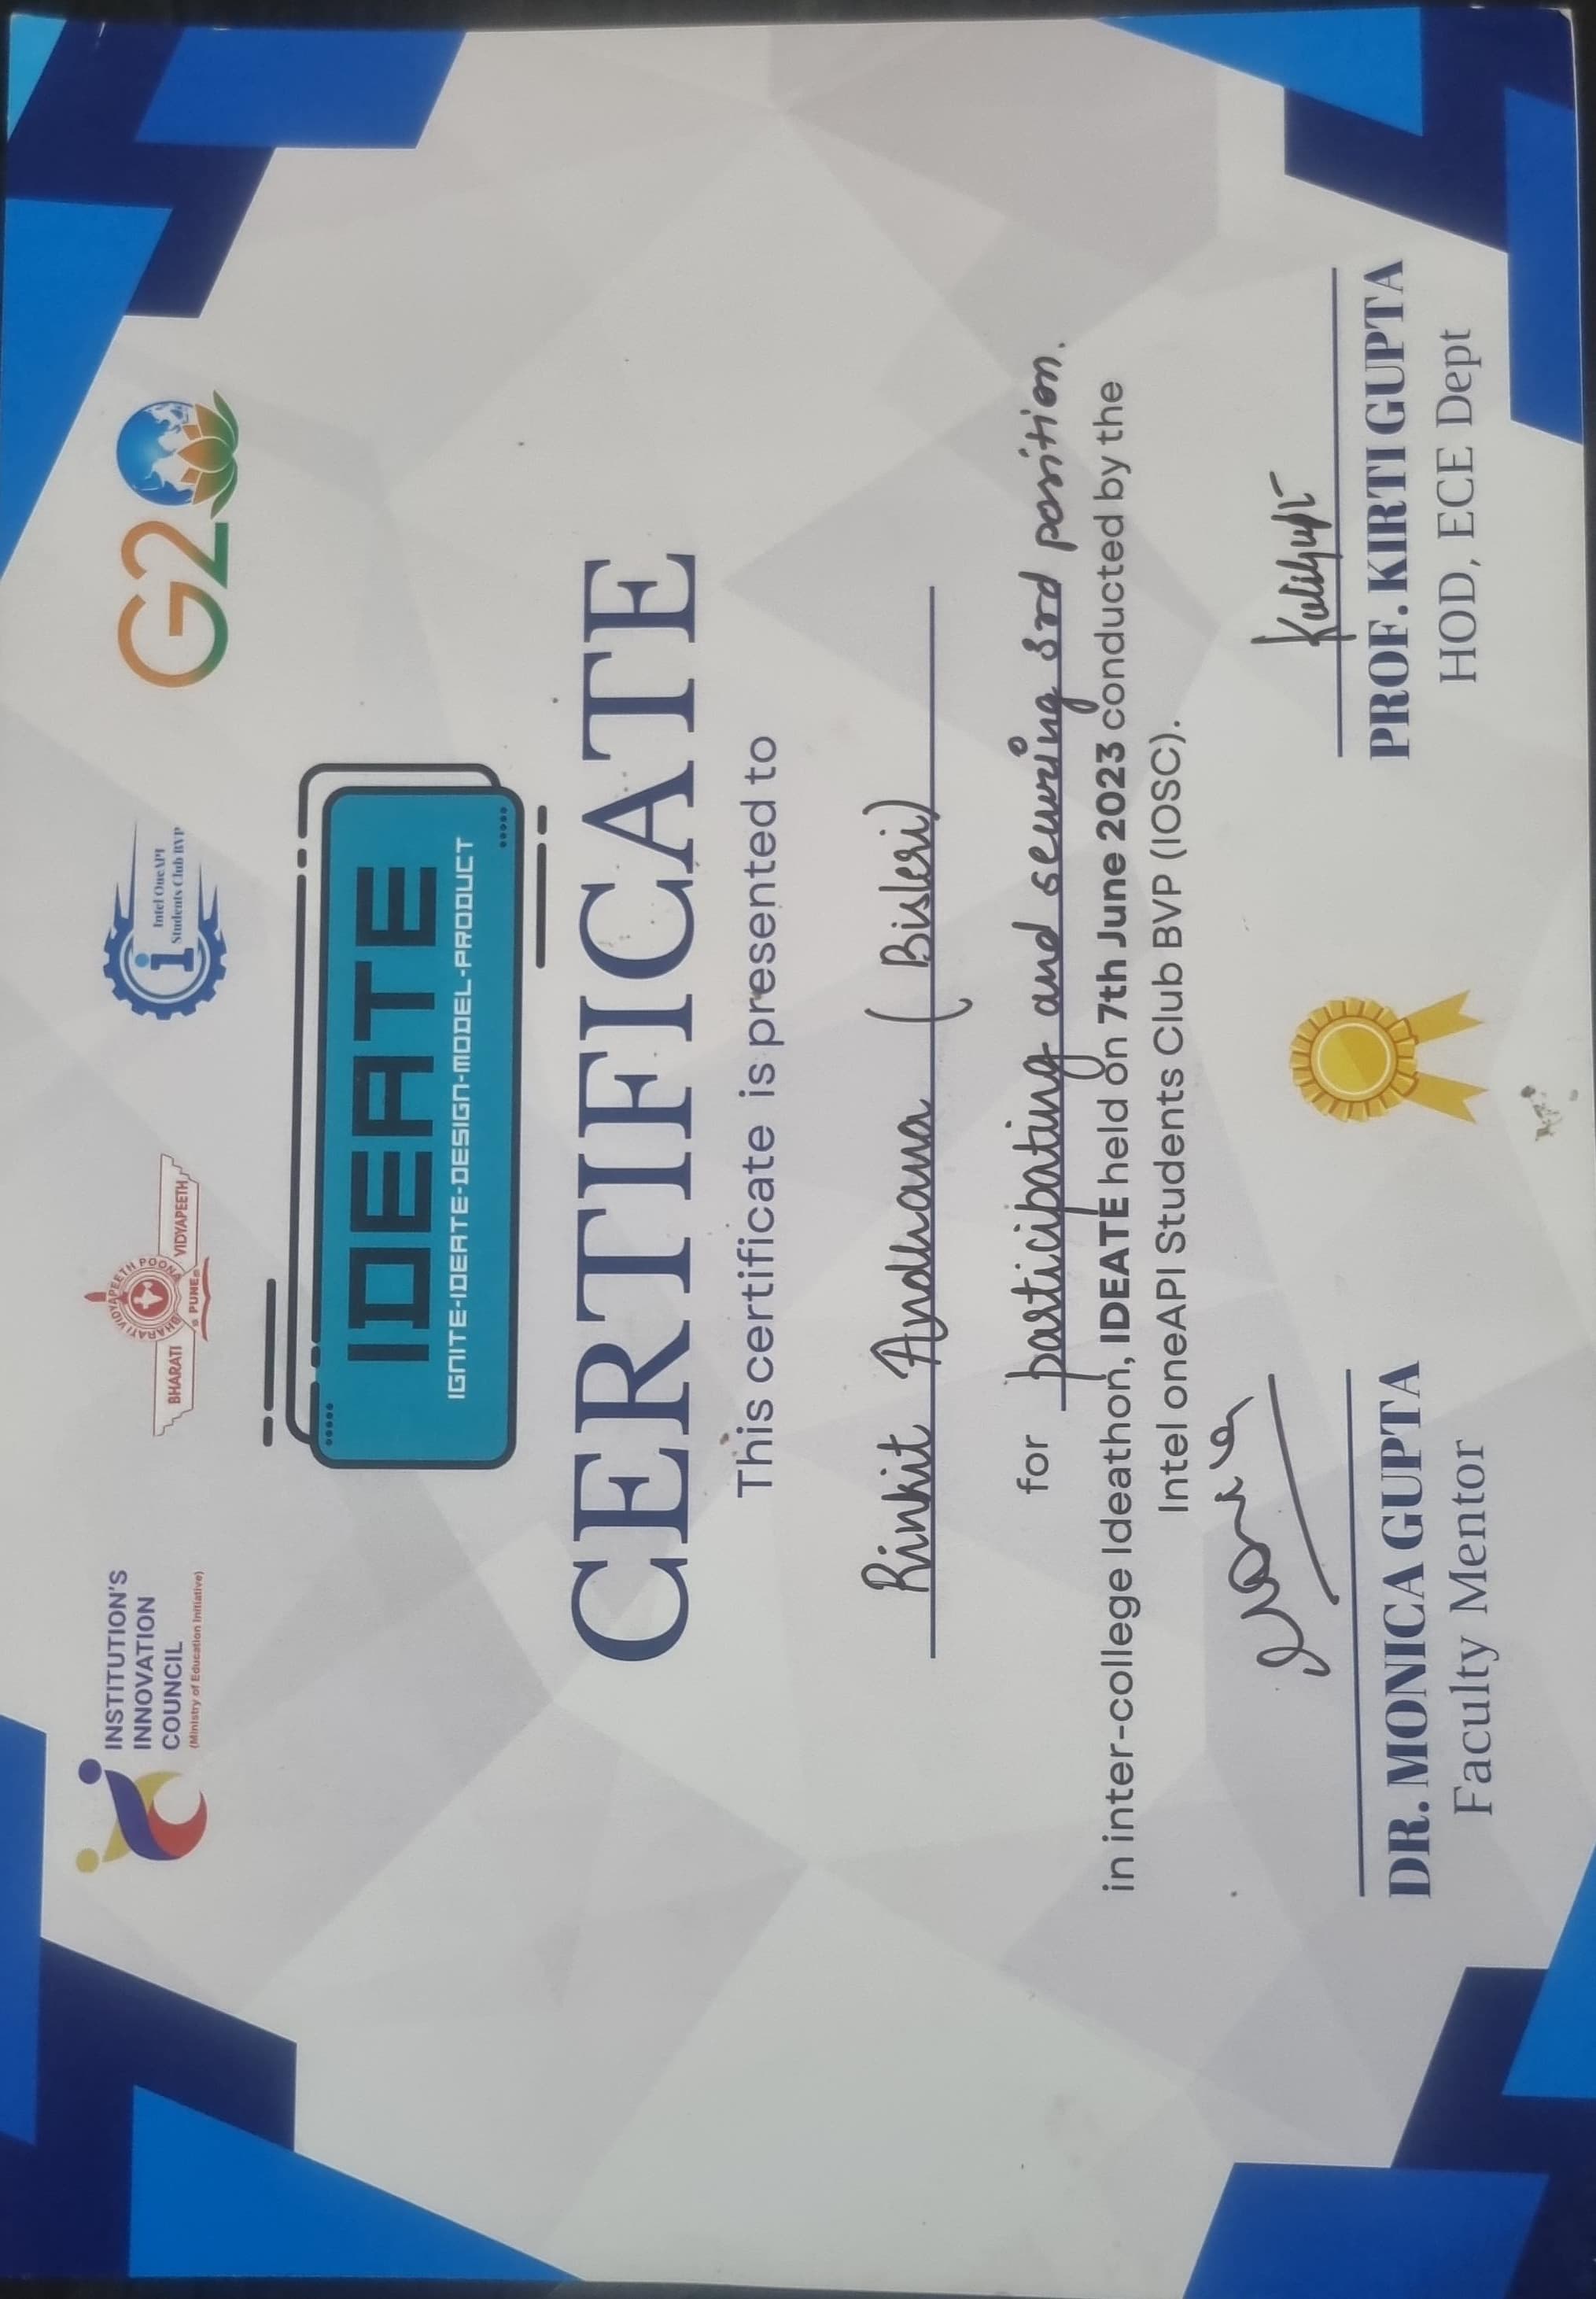 INSTITUTION'S
INNOVATION
COUNCIL
(Ministry of Education Initiative)
BHARATI VIDYAPEETH
BHARATI VIDYAPEETH POONA
PUNE
Intel OneAPI
Students Club BVP
G20
IDEATE
IGNITE-IDEATE-DESIGN-MODEL-PRODUCT
CERTIFICATE
This certificate is presented to
Rinkit Andhana (Bisleri)
for participating and securing 3rd position.
in inter-college Ideathon, IDEATE held on 7th June 2023 conducted by the
Intel oneAPI Students Club BVP (IOSC).
DR. MONICA GUPTA
Faculty Mentor
PROF. KIRTI GUPTA
HOD, ECE Dept